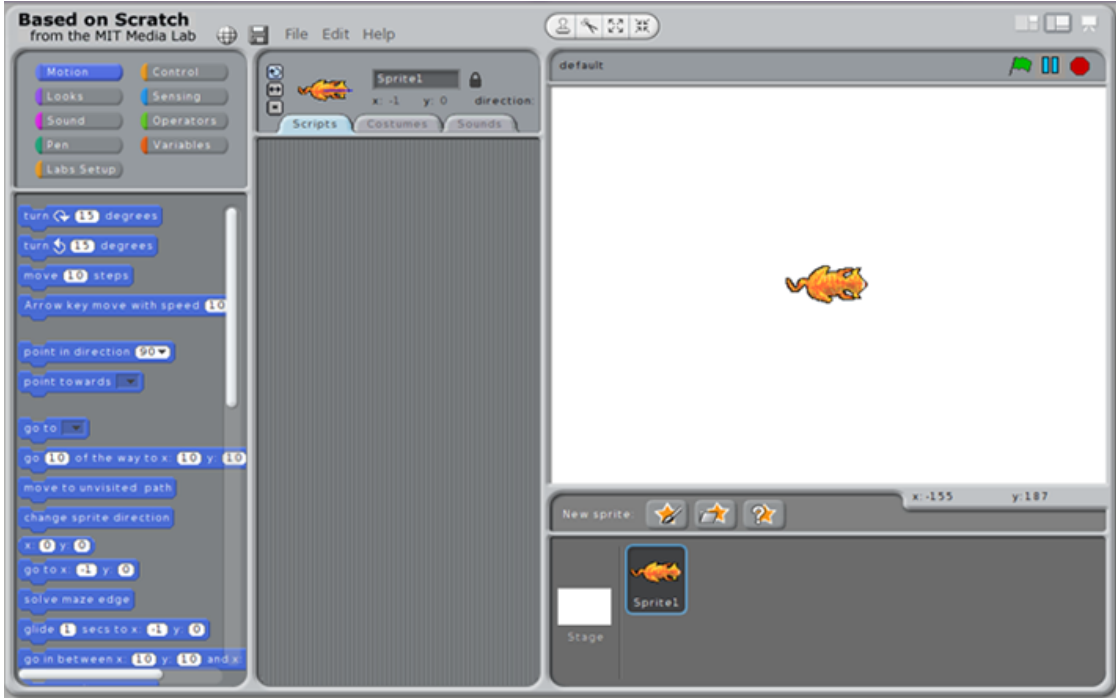 Based on Scratch
from the MIT Media Lab
File Edit Help
Motion Control
Looks Sensing
Sound Operators
Pen Variables
Labs Setup
turn 15 degrees
turn 15 degrees
move 10 steps
Arrow key move with speed 10
point in direction 90
point towards
go to
go 10 of the way to x: 10 y: 10
move to unvisited path
change sprite direction
x: 0 y: 0
go to x: -1 y: 0
solve maze edge
glide 1 secs to x: -1 y: 0
go in between x: 10 y: 10 and x:
Sprite1
x: -1 y: 0 direction:
Scripts Costumes Sounds
default
x:-155 y:187
New sprite:
Sprite1
Stage